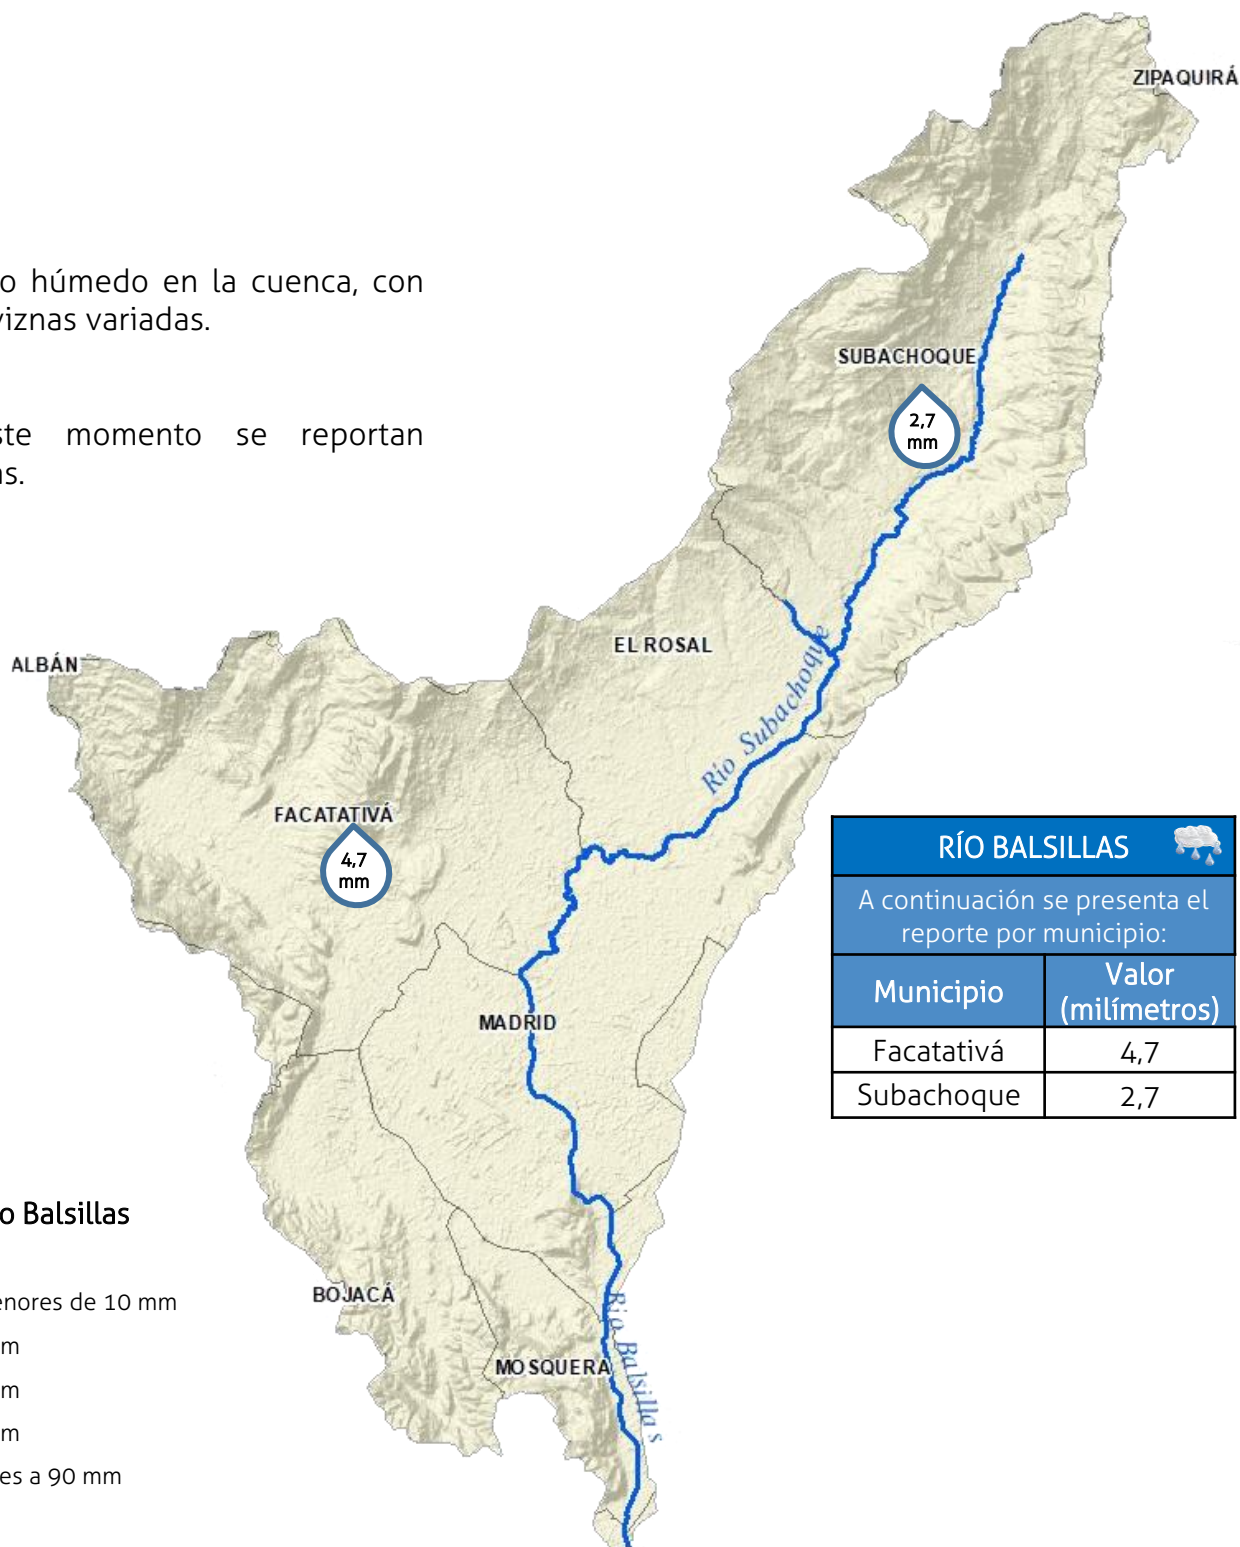 ZIPAQUIRÁ
o húmedo en la cuenca, con
viznas variadas.
SUBACHOQUE
2,7
mm
ste momento se reportan
as.
EL ROSAL
ALBÁN
Río Subachoque
FACATATIVÁ
4,7
mm
RÍO BALSILLAS
A continuación se presenta el
reporte por municipio:
Municipio Valor (milímetros)
Facatativá 4,7
Subachoque 2,7
MADRID
o Balsillas
enores de 10 mm
m
m
m
es a 90 mm
BOJACÁ
MOSQUERA
Río Balsillas